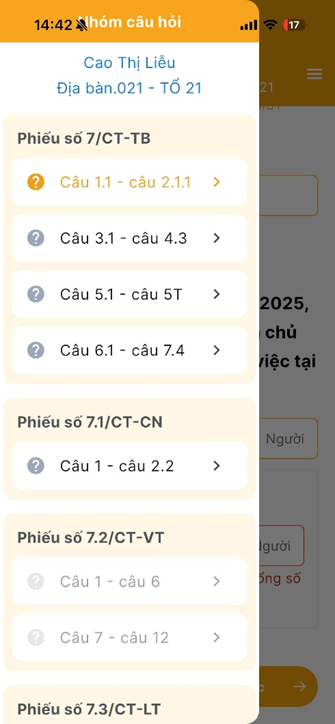 14:42
Nhóm câu hỏi
17
Cao Thị Liễu
Địa bàn.021 - TỔ 21
21
Phiếu số 7/CT-TB
Câu 1.1 - câu 2.1.1
Câu 3.1 - câu 4.3
2025,
chủ
Câu 5.1 - câu 5T
việc tại
Câu 6.1 - câu 7.4
Phiếu số 7.1/CT-CN
Người
Câu 1 - câu 2.2
Phiếu số 7.2/CT-VT
Người
Câu 1 - câu 6
ổng số
Câu 7 - câu 12
Phiếu số 7.3/CT-LT